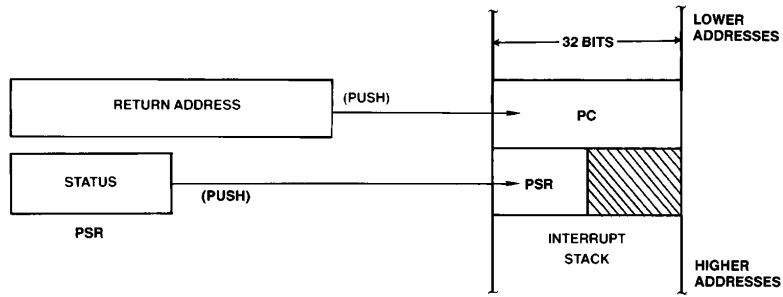 LOWER
ADDRESSES
32 BITS
RETURN ADDRESS
(PUSH)
PC
STATUS
(PUSH)
PSR
PSR
INTERRUPT
STACK
HIGHER
ADDRESSES